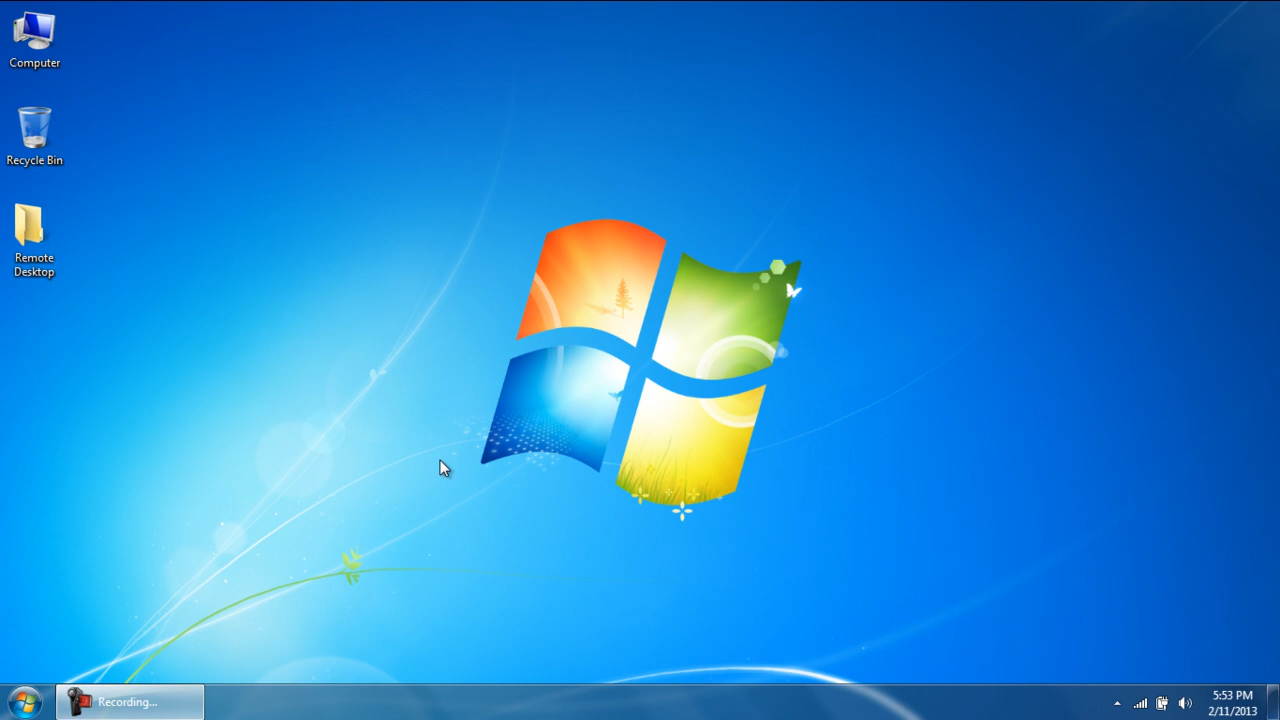 Computer
Recycle Bin
Remote
Desktop
Recording...
5:53 PM
2/11/2013